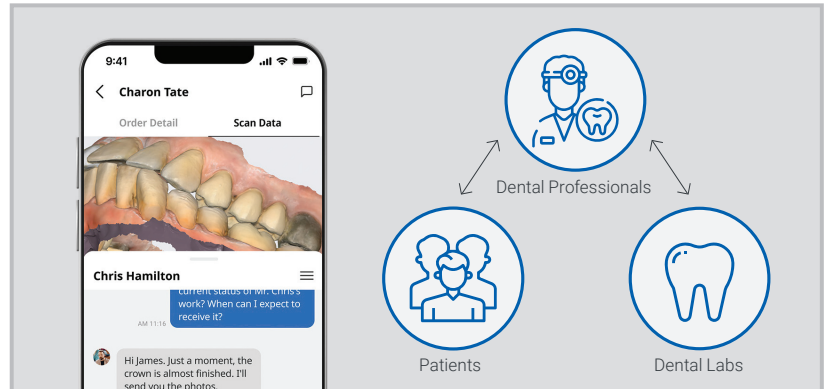 9:41
Charon Tate
Order Detail
Scan Data
Chris Hamilton
current status of Mr. Chris's
work? When can I expect to
receive it?
AM 11:16
Hi James. Just a moment, the
crown is almost finished. I'll
send you the photos.
Dental Professionals
Patients
Dental Labs